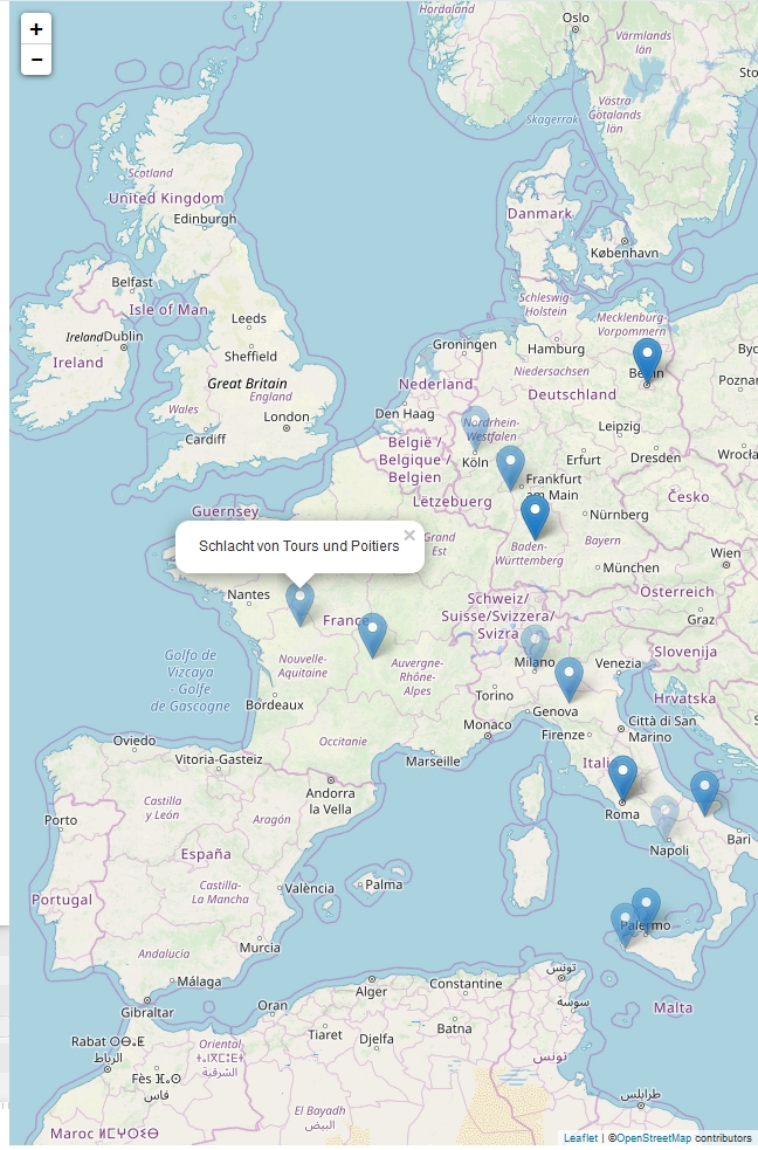 +
−
Hordaland
Oslo
Värmlands
län
Sto
Västra
Götalands
län
Skagerrak
Scotland
United Kingdom
Edinburgh
Danmark
København
Belfast
Isle of Man
Schleswig-
Holstein
Mecklenburg-
Vorpommern
Leeds
IrelandDublin
Groningen
Hamburg
Byc
Ireland
Sheffield
Niedersachsen
Berlin
Poznar
Great Britain
England
Nederland
Deutschland
Wales
London
Den Haag
Nordrhein-
Westfalen
Leipzig
Cardiff
België /
Belgique /
Belgien
Köln
Erfurt
Dresden
Wrocła
Frankfurt
am Main
Lëtzebuerg
Česko
Guernsey
Nürnberg
Schlacht von Tours und Poitiers
×
Grand
Est
Baden-
Württemberg
Bayern
Wien
München
Nantes
Schweiz/
Suisse/Svizzera/
Svizra
Österreich
France
Graz
Golfo de
Vizcaya
- Golfe
de Gascogne
Nouvelle-
Aquitaine
Auvergne-
Rhône-
Alpes
Milano
Venezia
Slovenija
Torino
Hrvatska
Bordeaux
Genova
Monaco
Firenze
Città di San
Marino
Oviedo
Occitanie
Vitoria-Gasteiz
Marseille
Itali
Andorra
la Vella
Castilla
y León
Porto
Aragón
Roma
Bari
Napoli
España
Castilla-
La Mancha
València
Palma
Portugal
Palermo
Murcia
Andalucía
Málaga
تونس
Constantine
Alger
Gibraltar
Oran
سوسة
Malta
Batna
Tiaret
Djelfa
Rabat ⵔⴱⴰⵟ
الرباط
Oriental
الشرقية
تونس
Fès ⴼⴰⵙ
فاس
طرابلس
El Bayadh
البيض
Maroc ⵍⵎⵖⵔⵉⴱ
Leaflet | ©OpenStreetMap contributors